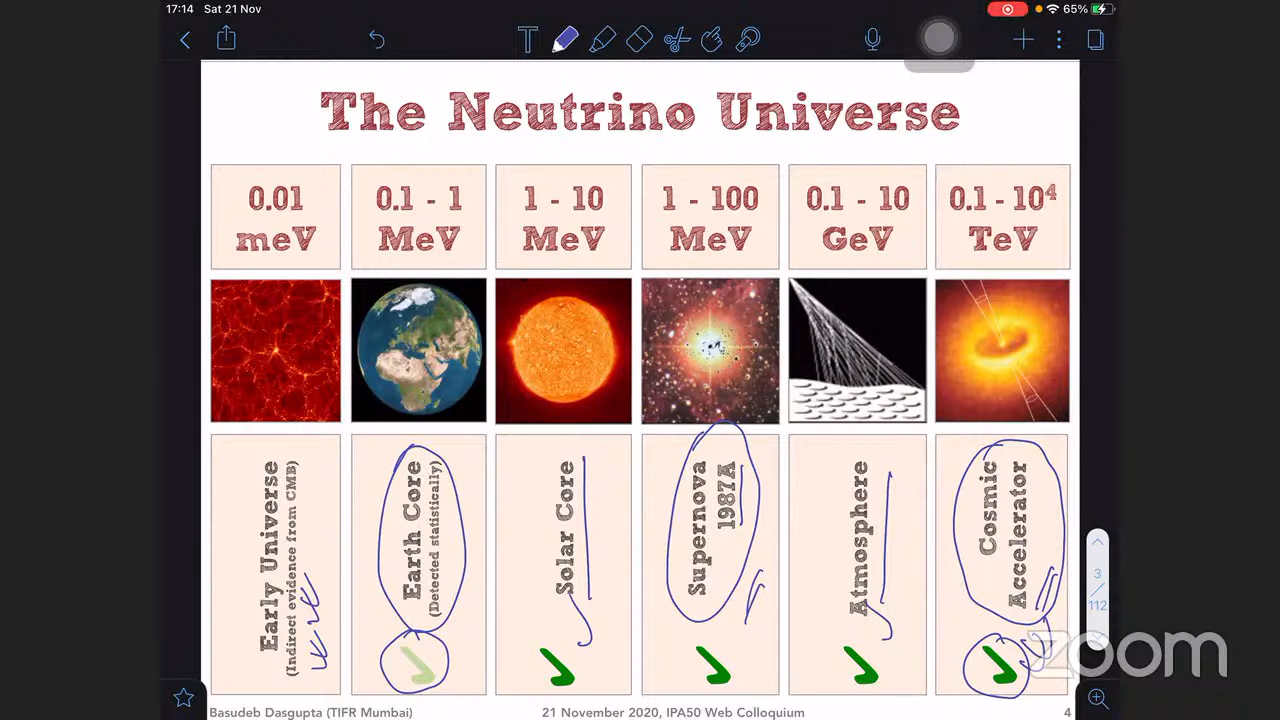 17:14 Sat 21 Nov
65%
The Neutrino Universe
0.01
meV
0.1 - 1
MeV
1 - 10
MeV
1 - 100
MeV
0.1 - 10
GeV
0.1 - 10⁴
TeV
Early Universe
(Indirect evidence from CMB)
Earth Core
(Detected statistically)
Solar Core
Supernova
1987A
Atmosphere
Cosmic
Accelerator
3
/
112
zoom
Basudeb Dasgupta (TIFR Mumbai)
21 November 2020, IPA50 Web Colloquium
4